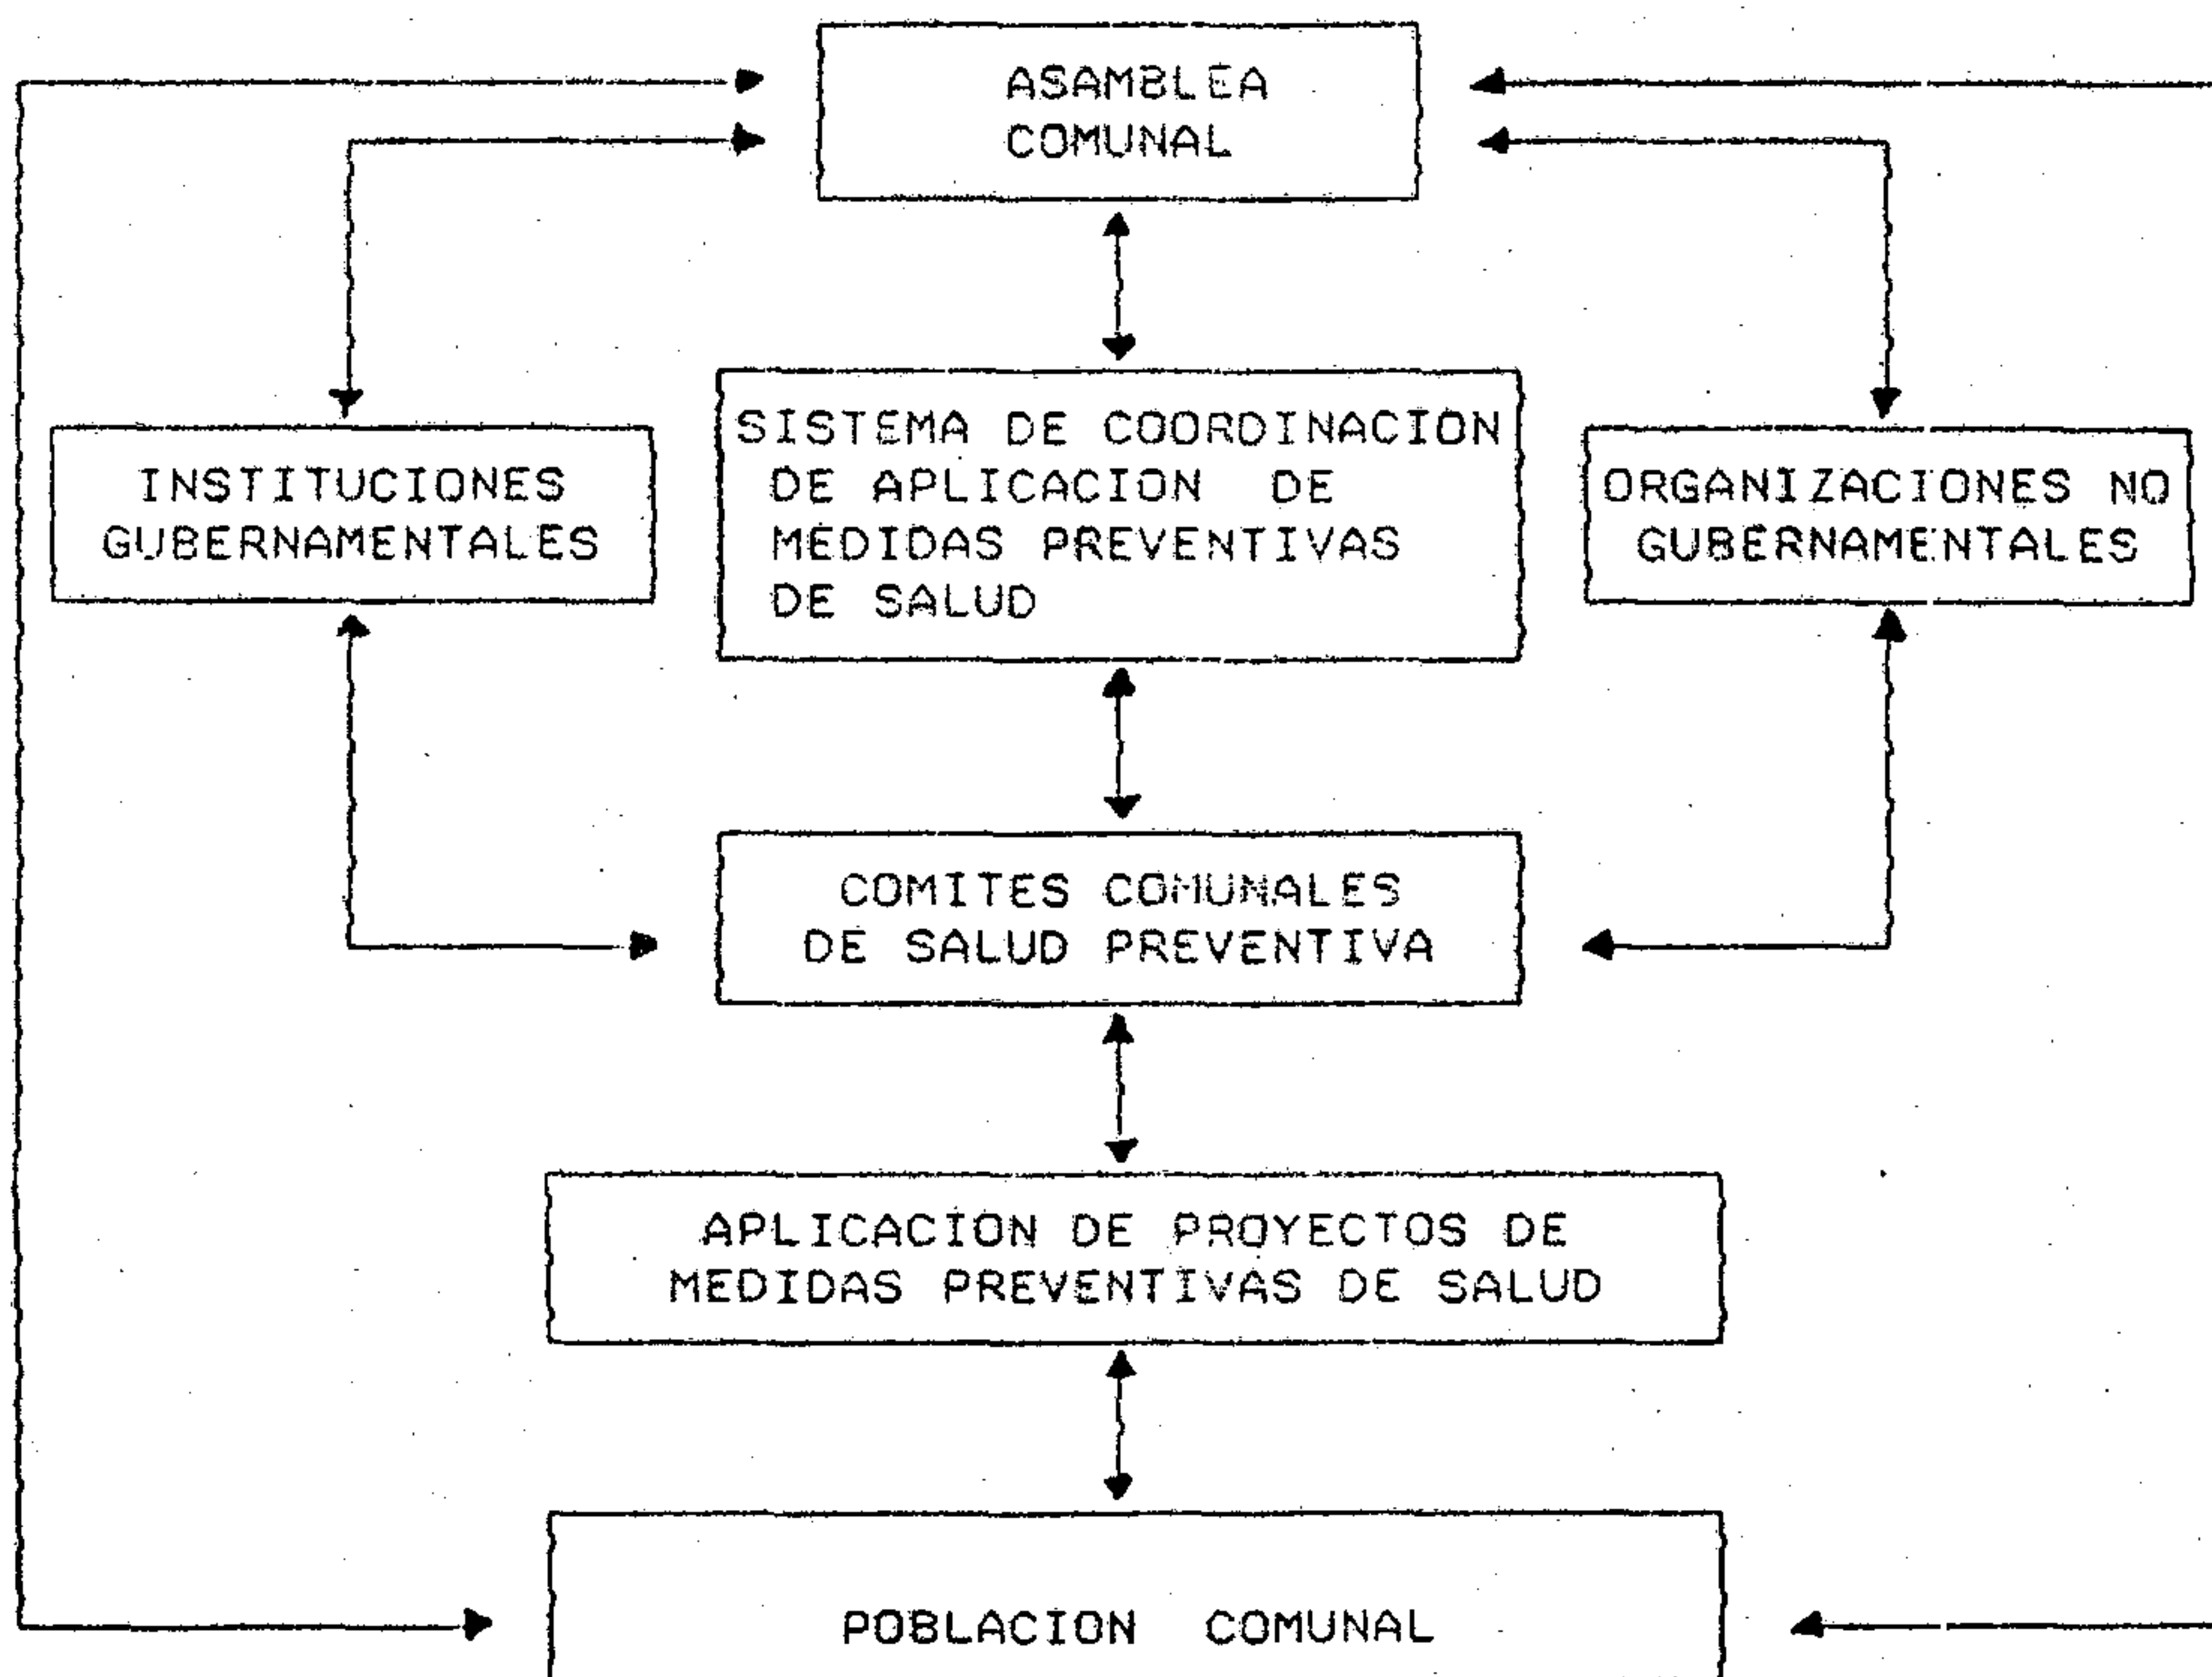 ASAMBLEA
COMUNAL
INSTITUCIONES
GUBERNAMENTALES
SISTEMA DE COORDINACION
DE APLICACION DE
MEDIDAS PREVENTIVAS
DE SALUD
ORGANIZACIONES NO
GUBERNAMENTALES
COMITES COMUNALES
DE SALUD PREVENTIVA
APLICACION DE PROYECTOS DE
MEDIDAS PREVENTIVAS DE SALUD
POBLACION COMUNAL